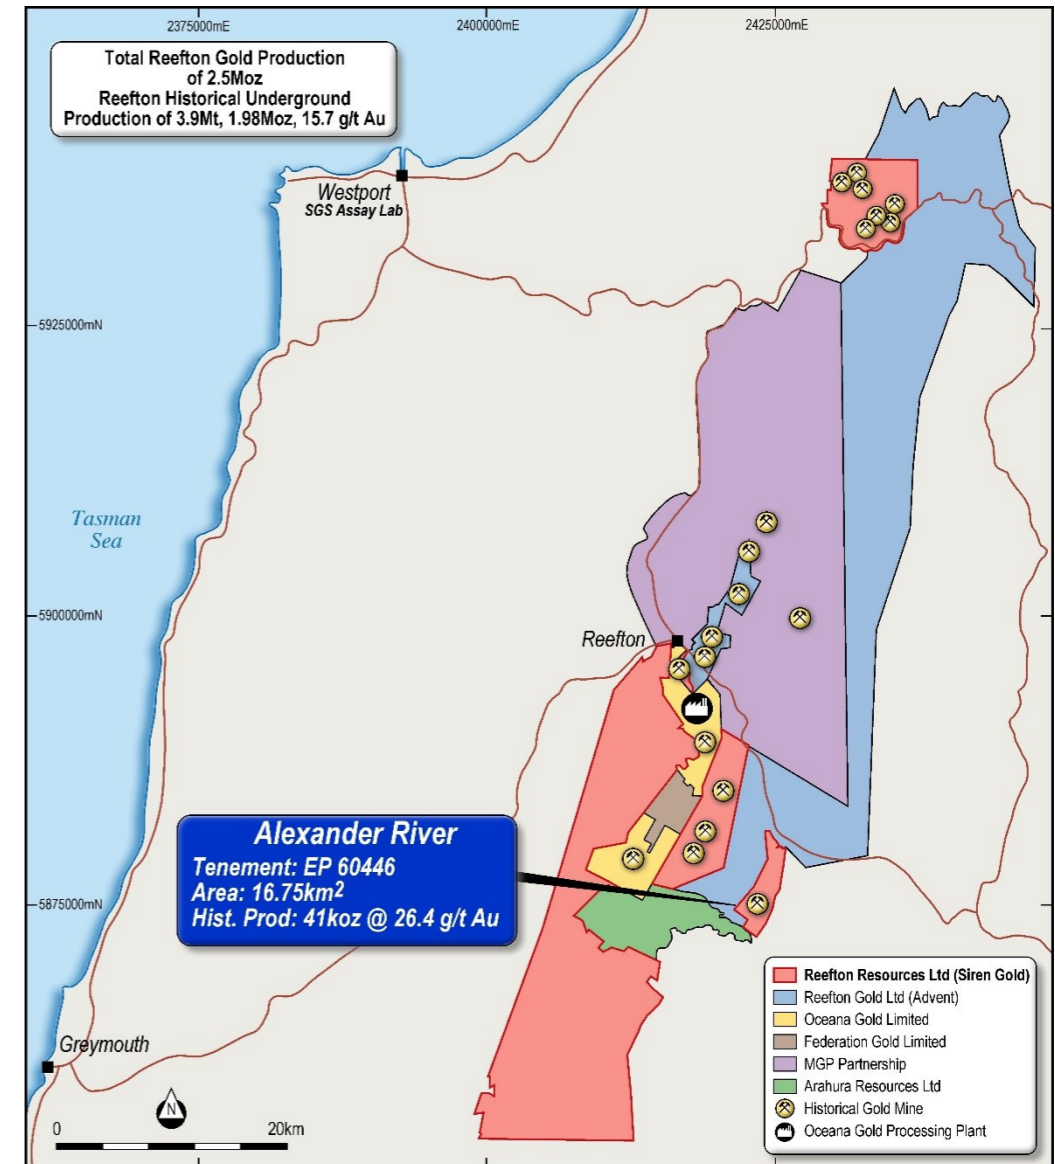 2375000mE
2400000mE
2425000mE
Total Reefton Gold Production
of 2.5Moz
Reefton Historical Underground
Production of 3.9Mt, 1.98Moz, 15.7 g/t Au
Westport
SGS Assay Lab
5925000mN
Tasman
Sea
5900000mN
Reefton
Alexander River
Tenement: EP 60446
Area: 16.75km2
Hist. Prod: 41koz @ 26.4 g/t Au
5875000mN
Greymouth
N
0
20km
Reefton Resources Ltd (Siren Gold)
Reefton Gold Ltd (Advent)
Oceana Gold Limited
Federation Gold Limited
MGP Partnership
Arahura Resources Ltd
Historical Gold Mine
Oceana Gold Processing Plant